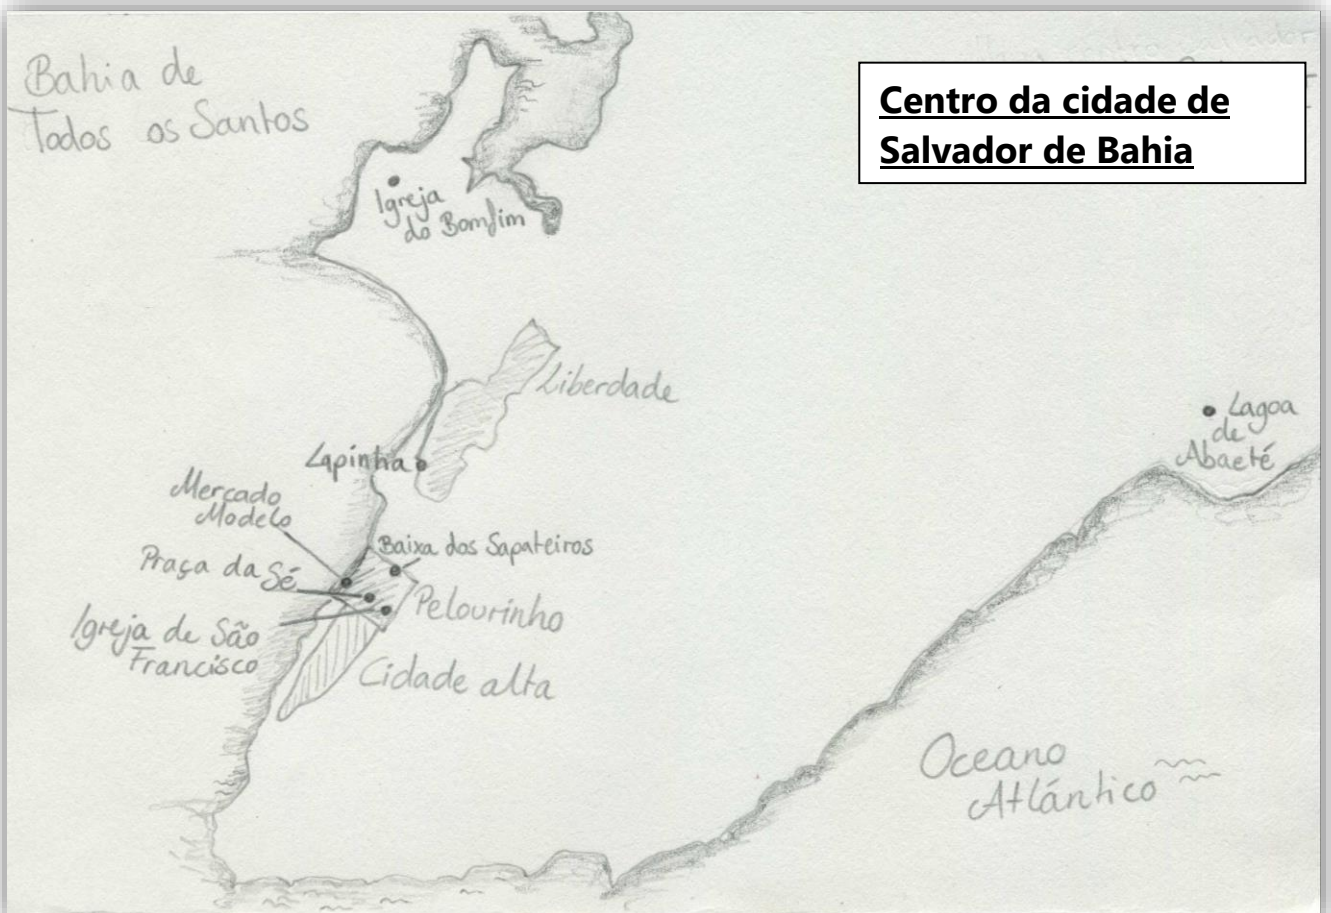 Bahia de
Todos os Santos
Centro da cidade de
Salvador de Bahia
Igreja
do Bomfim
Liberdade
Lagoa
de
Abaeté
Lapinha
Mercado
Modelo
Baixa dos Sapateiros
Praça da Sé
Pelourinho
Igreja de São
Francisco
Cidade alta
Oceano
Atlántico